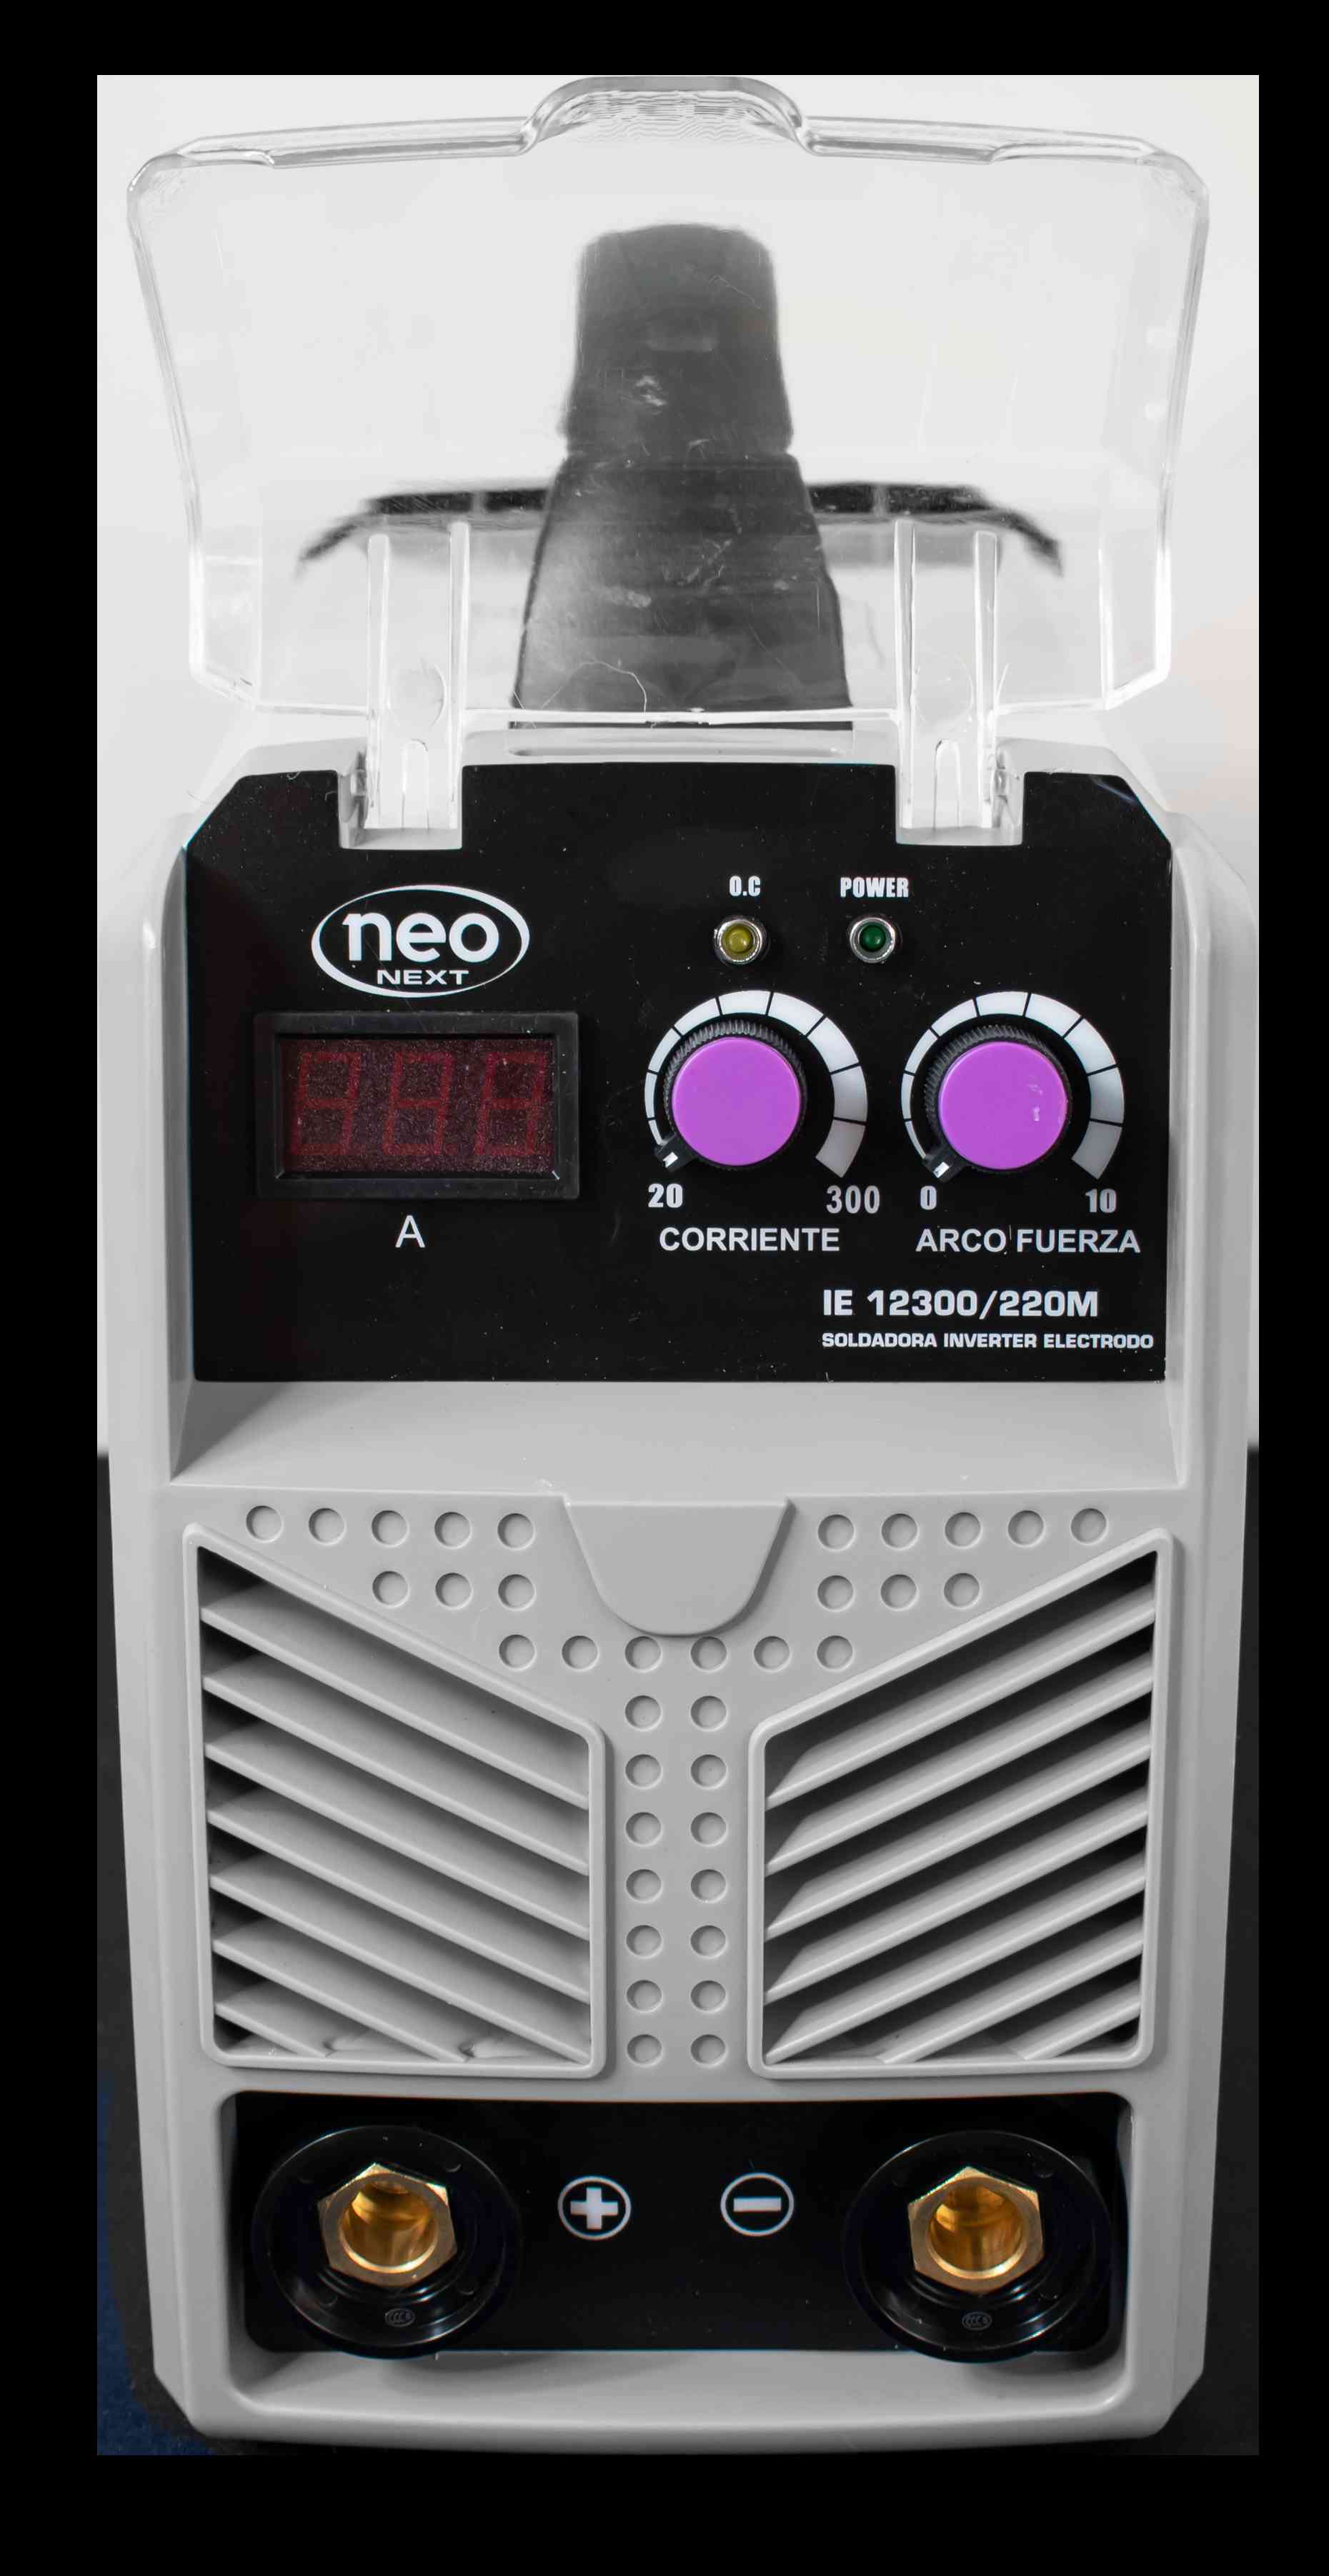 neo
NEXT
O.C
POWER
A
20
300
CORRIENTE
0
10
ARCO FUERZA
IE 12300/220M
SOLDADORA INVERTER ELECTRODO